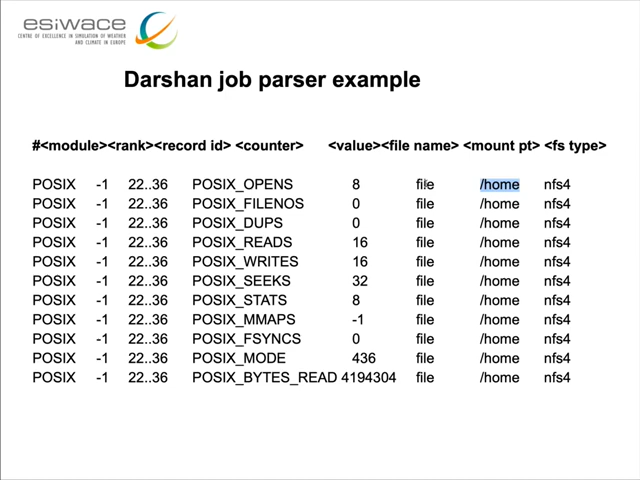 esiwace
CENTRE OF EXCELLENCE IN SIMULATION OF WEATHER
AND CLIMATE IN EUROPE
Darshan job parser example
#<module><rank><record id> <counter> <value><file name> <mount pt> <fs type>
POSIX -1 22..36 POSIX_OPENS 8 file /home nfs4
POSIX -1 22..36 POSIX_FILENOS 0 file /home nfs4
POSIX -1 22..36 POSIX_DUPS 0 file /home nfs4
POSIX -1 22..36 POSIX_READS 16 file /home nfs4
POSIX -1 22..36 POSIX_WRITES 16 file /home nfs4
POSIX -1 22..36 POSIX_SEEKS 32 file /home nfs4
POSIX -1 22..36 POSIX_STATS 8 file /home nfs4
POSIX -1 22..36 POSIX_MMAPS -1 file /home nfs4
POSIX -1 22..36 POSIX_FSYNCS 0 file /home nfs4
POSIX -1 22..36 POSIX_MODE 436 file /home nfs4
POSIX -1 22..36 POSIX_BYTES_READ 4194304 file /home nfs4